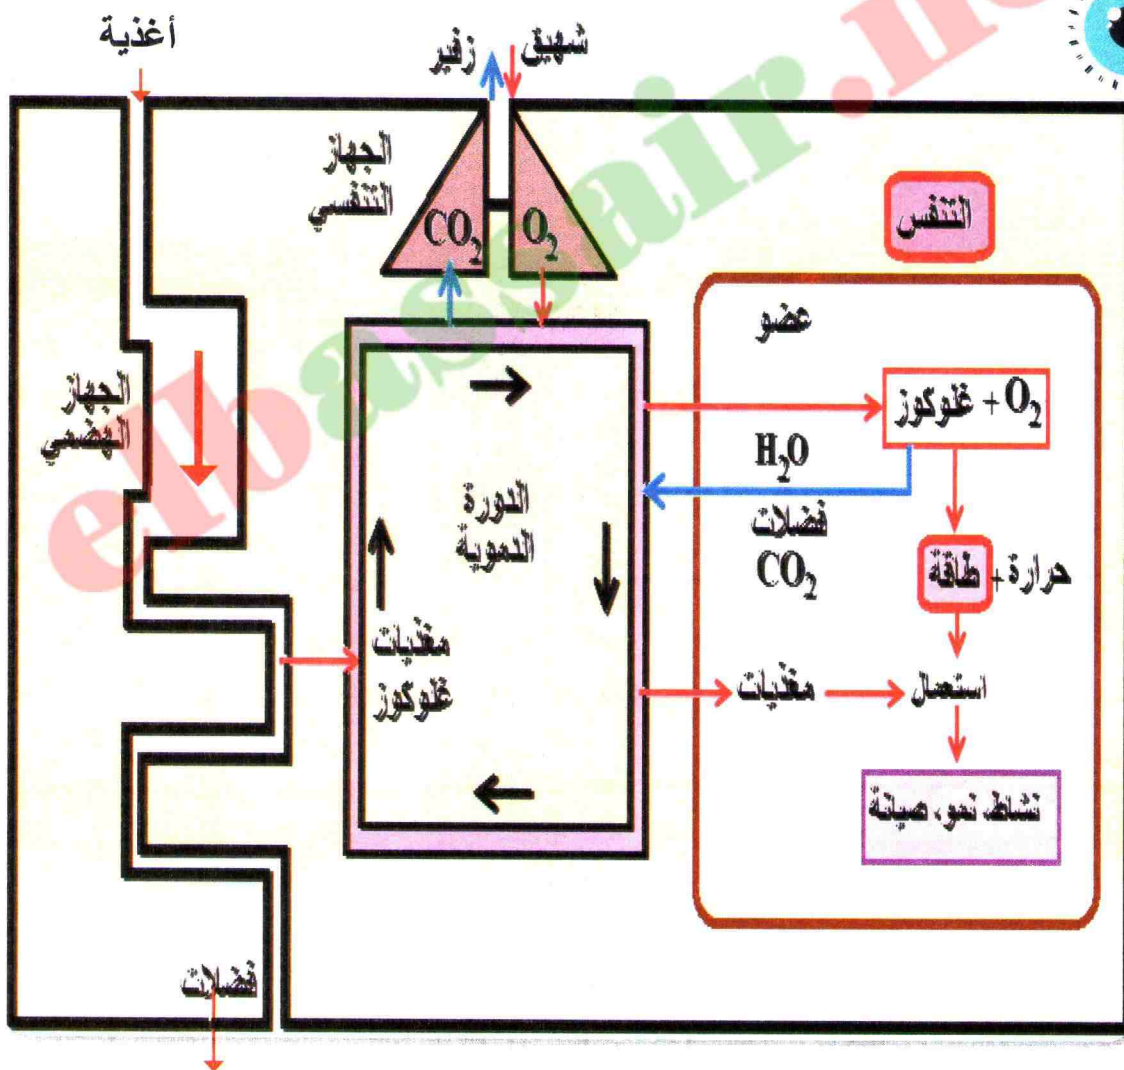 أغذية
شهيق
زفير
الجهاز
التنفسي
CO2
O2
التنفس
عضو
غلوكوز + O2
H2O
فضلات
CO2
حرارة + طاقة
الجهاز
الهضمي
الدورة
الدموية
مغذيات
غلوكوز
مغذيات
استعمال
نشاط، نمو، صيانة
فضلات
elbassair.n